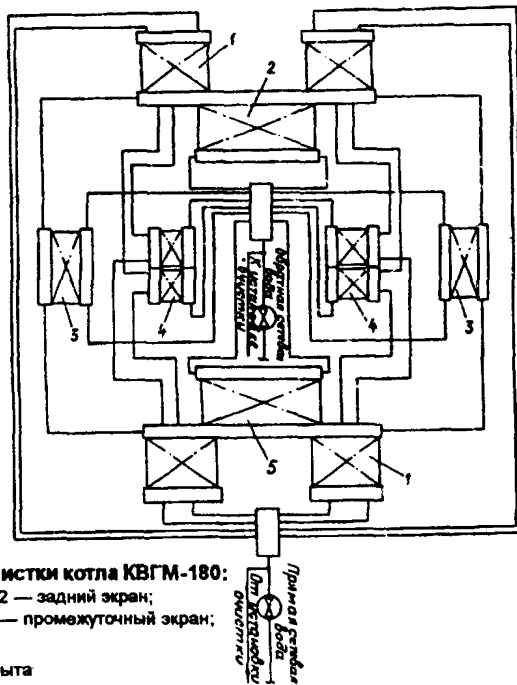 1
2
3
4
4
3
К установке
очистки
Обратная сетевая
вода
5
1
истки котла КВГМ-180:
2 — задний экран;
— промежуточный экран;
ыта
От установки
очистки
Прямая сетевая
вода